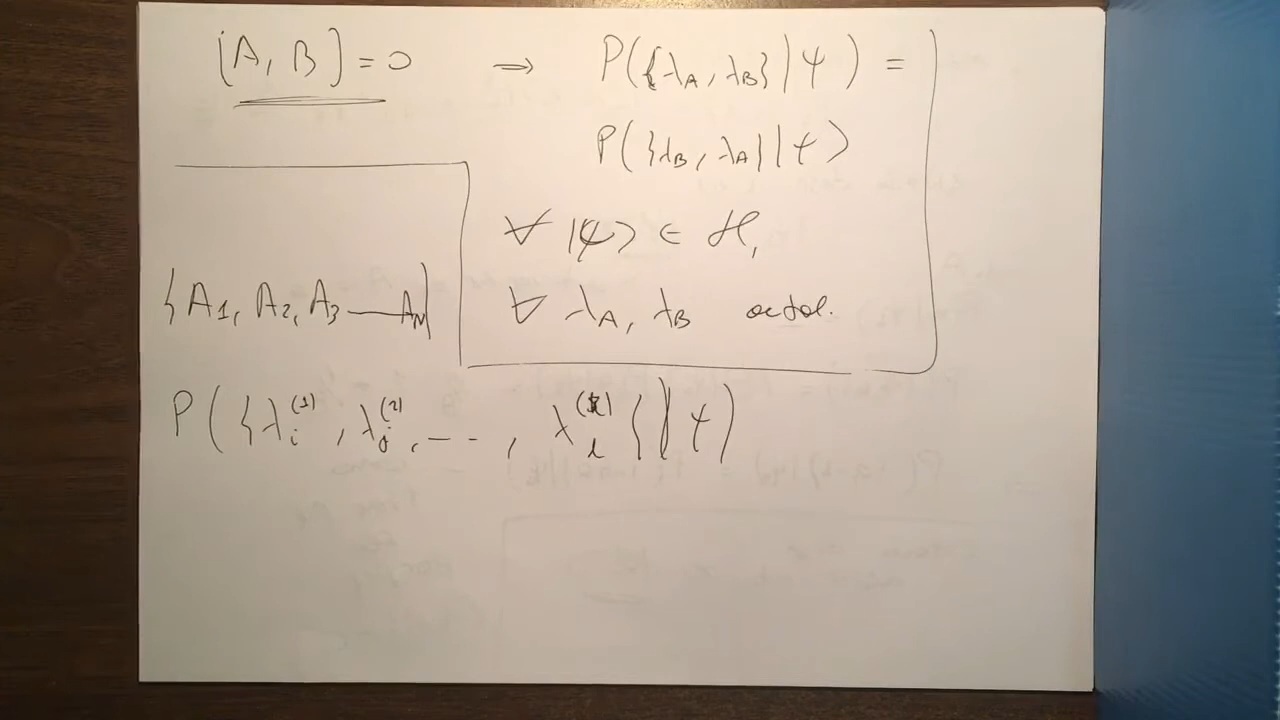 [A, B] = 0 → P({λ_A, λ_B} | ψ) =
P({λ_B, λ_A} | ψ)
∀ |ψ⟩ ∈ ℋ,
{A_1, A_2, A_3 — A_N}
∀ λ_A, λ_B
P({λ_i^(1), λ_j^(2), ---, λ_l } | ψ)